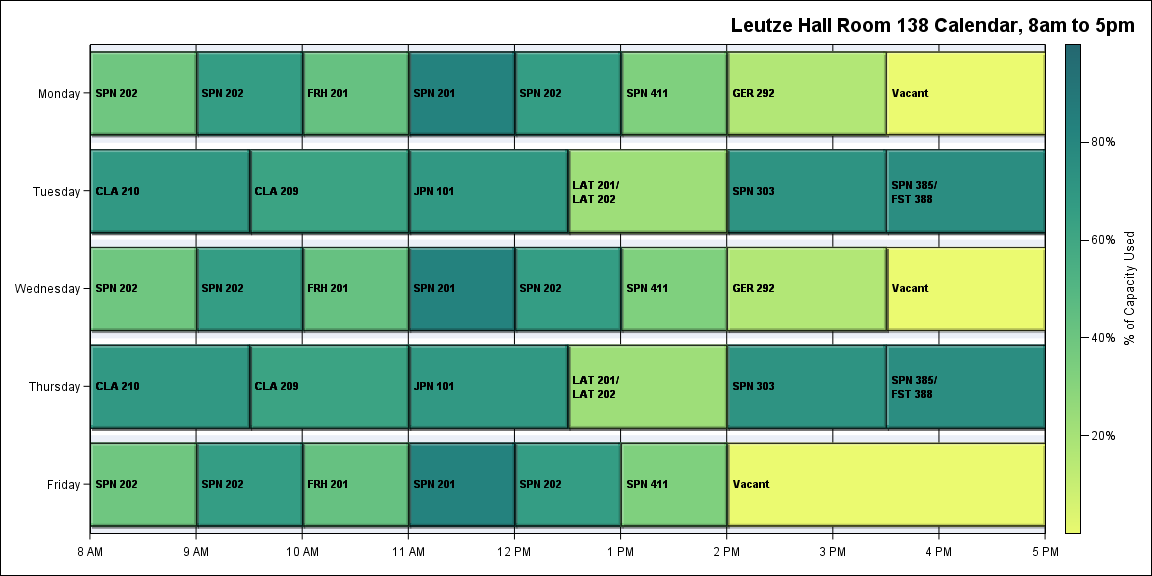 Leutze Hall Room 138 Calendar, 8am to 5pm
Monday
SPN 202
SPN 202
FRH 201
SPN 201
SPN 202
SPN 411
GER 292
Vacant
Tuesday
CLA 210
CLA 209
JPN 101
LAT 201/
LAT 202
SPN 303
SPN 385/
FST 388
Wednesday
SPN 202
SPN 202
FRH 201
SPN 201
SPN 202
SPN 411
GER 292
Vacant
Thursday
CLA 210
CLA 209
JPN 101
LAT 201/
LAT 202
SPN 303
SPN 385/
FST 388
Friday
SPN 202
SPN 202
FRH 201
SPN 201
SPN 202
SPN 411
Vacant
8 AM
9 AM
10 AM
11 AM
12 PM
1 PM
2 PM
3 PM
4 PM
5 PM
80%
60%
40%
20%
% of Capacity Used